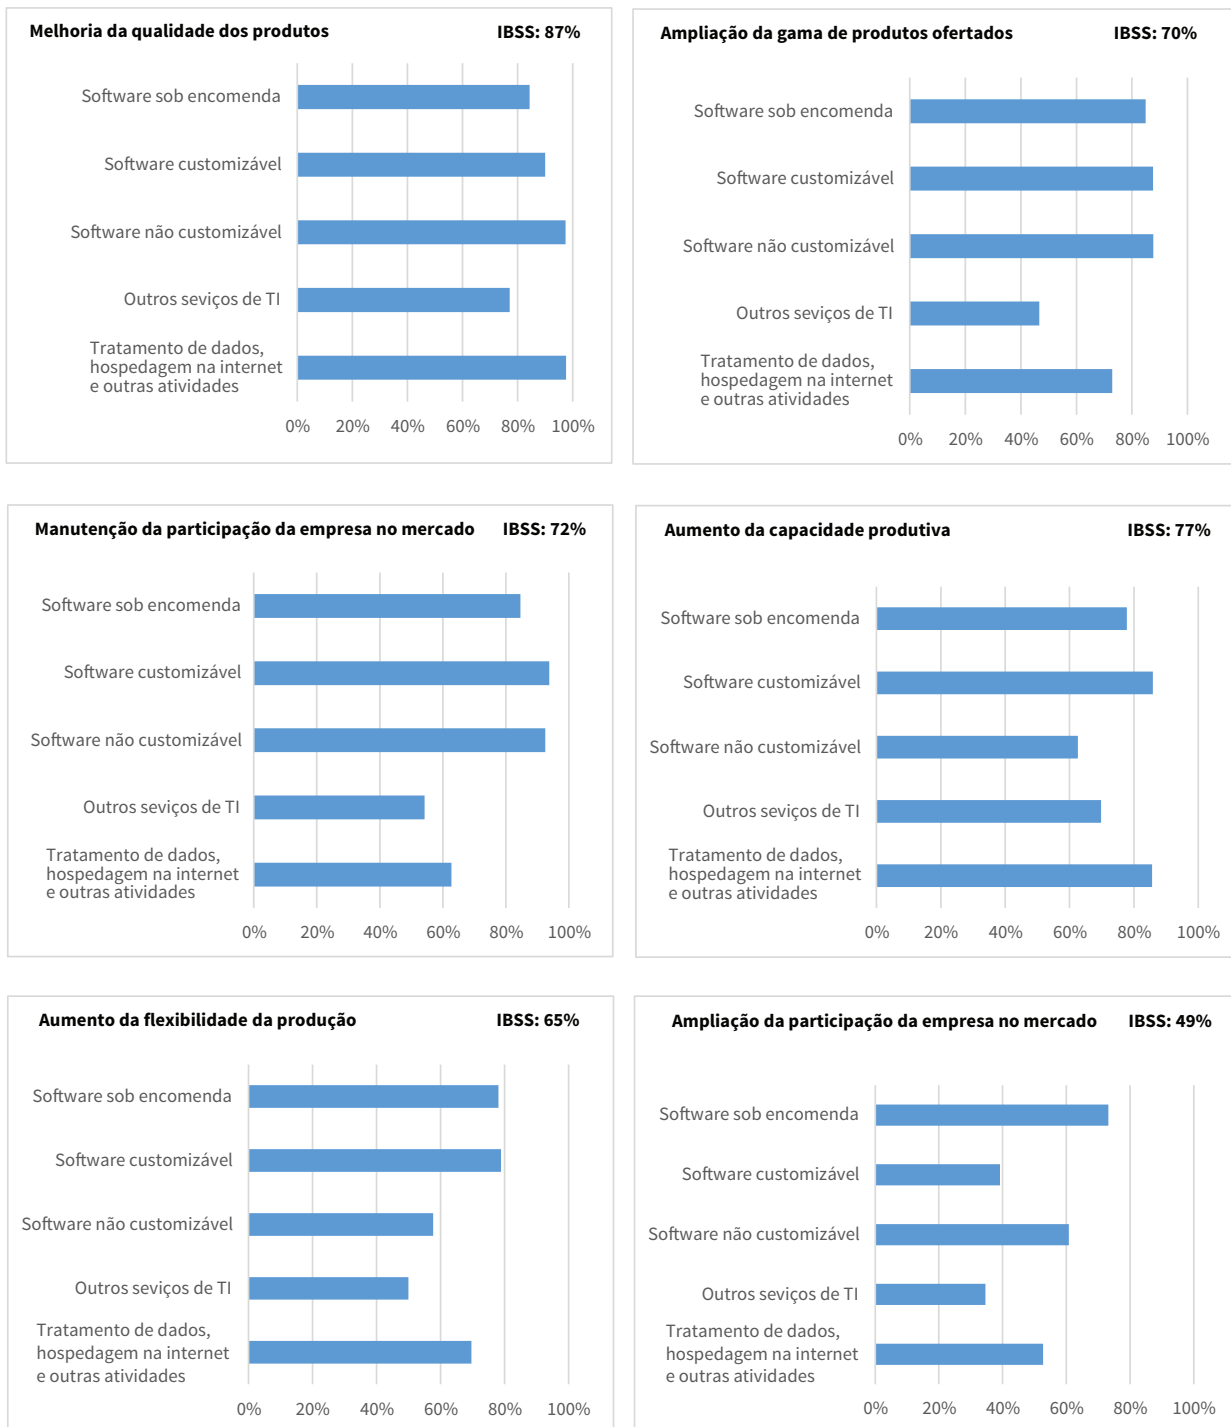 Melhoria da qualidade dos produtos IBSS: 87%
Software sob encomenda
Software customizável
Software não customizável
Outros seviços de TI
Tratamento de dados,
hospedagem na internet
e outras atividades
0% 20% 40% 60% 80% 100%
Ampliação da gama de produtos ofertados IBSS: 70%
Software sob encomenda
Software customizável
Software não customizável
Outros seviços de TI
Tratamento de dados,
hospedagem na internet
e outras atividades
0% 20% 40% 60% 80% 100%
Manutenção da participação da empresa no mercado IBSS: 72%
Software sob encomenda
Software customizável
Software não customizável
Outros seviços de TI
Tratamento de dados,
hospedagem na internet
e outras atividades
0% 20% 40% 60% 80% 100%
Aumento da capacidade produtiva IBSS: 77%
Software sob encomenda
Software customizável
Software não customizável
Outros seviços de TI
Tratamento de dados,
hospedagem na internet
e outras atividades
0% 20% 40% 60% 80% 100%
Aumento da flexibilidade da produção IBSS: 65%
Software sob encomenda
Software customizável
Software não customizável
Outros seviços de TI
Tratamento de dados,
hospedagem na internet
e outras atividades
0% 20% 40% 60% 80% 100%
Ampliação da participação da empresa no mercado IBSS: 49%
Software sob encomenda
Software customizável
Software não customizável
Outros seviços de TI
Tratamento de dados,
hospedagem na internet
e outras atividades
0% 20% 40% 60% 80% 100%